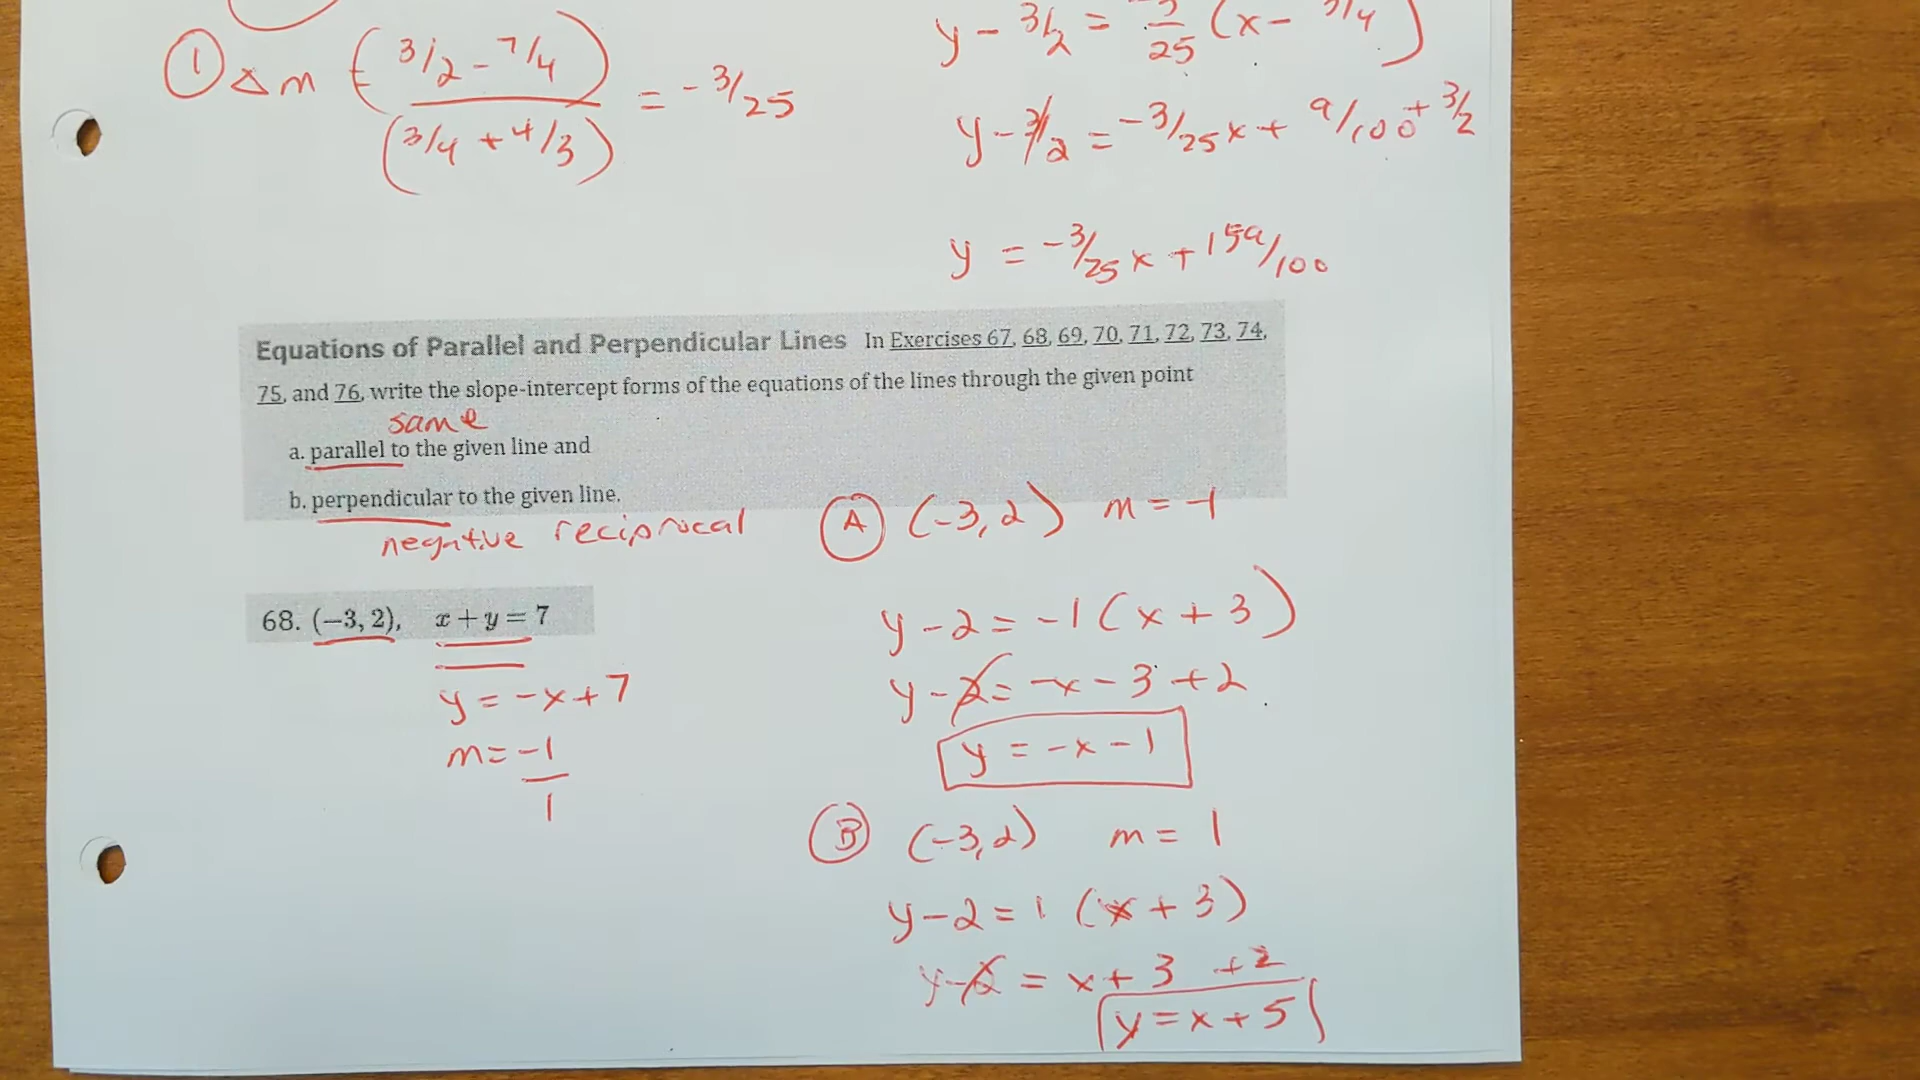 ① Δm (3/2 - 7/4) / (3/4 + 4/3) = -3/25
y - 3/2 = /25 (x - 3/4)
y - 3/2 = -3/25x + 9/100 + 3/2
y = -3/25x + 159/100
Equations of Parallel and Perpendicular Lines In Exercises 67, 68, 69, 70, 71, 72, 73, 74,
75, and 76, write the slope-intercept forms of the equations of the lines through the given point
same
a. parallel to the given line and
b. perpendicular to the given line.
negative reciprocal
68. (−3, 2), x + y = 7
y = -x + 7
m = -1/1
Ⓐ (-3, 2) m = -1
y - 2 = -1(x + 3)
y - 2 = -x - 3 + 2
y = -x - 1
Ⓑ (-3, 2) m = 1
y - 2 = 1 (x + 3)
y - 2 = x + 3 + 2
y = x + 5